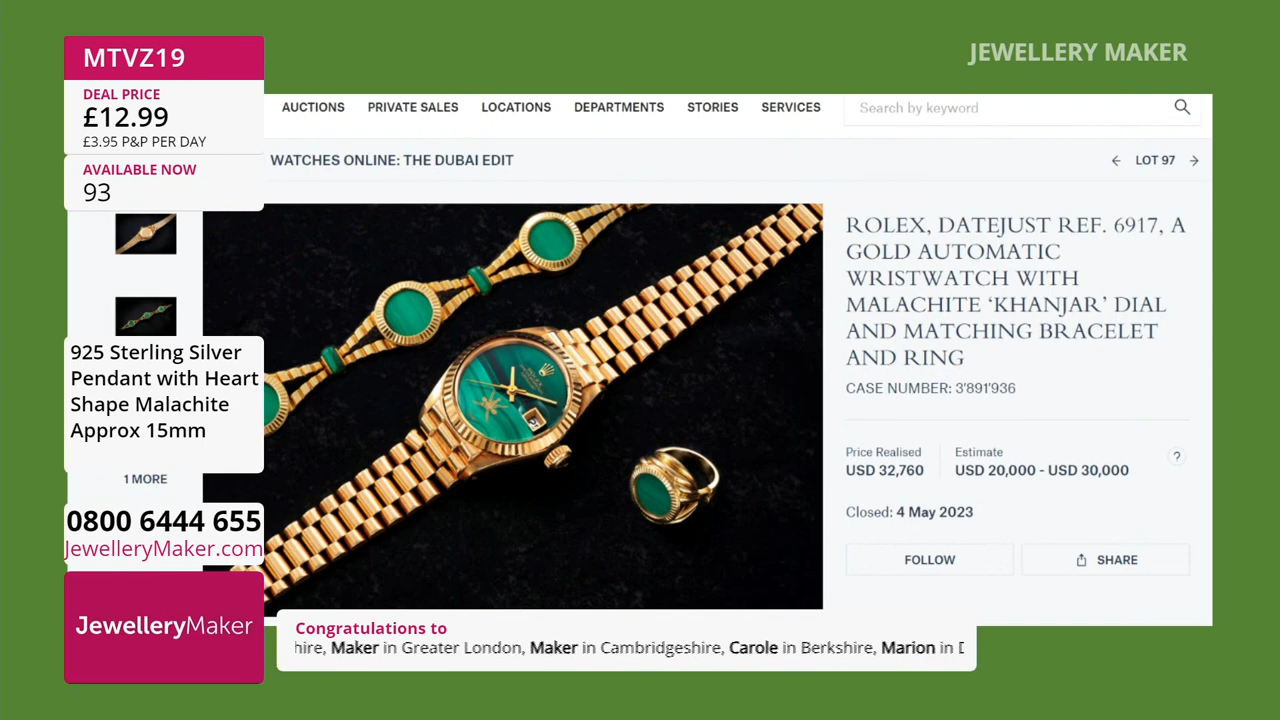 MTVZ19
DEAL PRICE
£12.99
£3.95 P&P PER DAY
AVAILABLE NOW
93
925 Sterling Silver
Pendant with Heart
Shape Malachite
Approx 15mm
1 MORE
0800 6444 655
JewelleryMaker.com
JewelleryMaker
JEWELLERY MAKER
AUCTIONS PRIVATE SALES LOCATIONS DEPARTMENTS STORIES SERVICES
Search by keyword
WATCHES ONLINE: THE DUBAI EDIT
← LOT 97 →
ROLEX, DATEJUST REF. 6917, A
GOLD AUTOMATIC
WRISTWATCH WITH
MALACHITE ‘KHANJAR’ DIAL
AND MATCHING BRACELET
AND RING
CASE NUMBER: 3’891’936
Price Realised
USD 32,760
Estimate
USD 20,000 - USD 30,000
?
Closed: 4 May 2023
FOLLOW
SHARE
Congratulations to
hire, Maker in Greater London, Maker in Cambridgeshire, Carole in Berkshire, Marion in